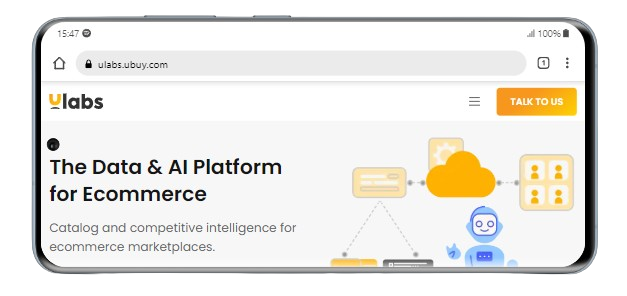 15:47
100%
ulabs.ubuy.com
1
Ulabs
TALK TO US
The Data & AI Platform
for Ecommerce
Catalog and competitive intelligence for
ecommerce marketplaces.